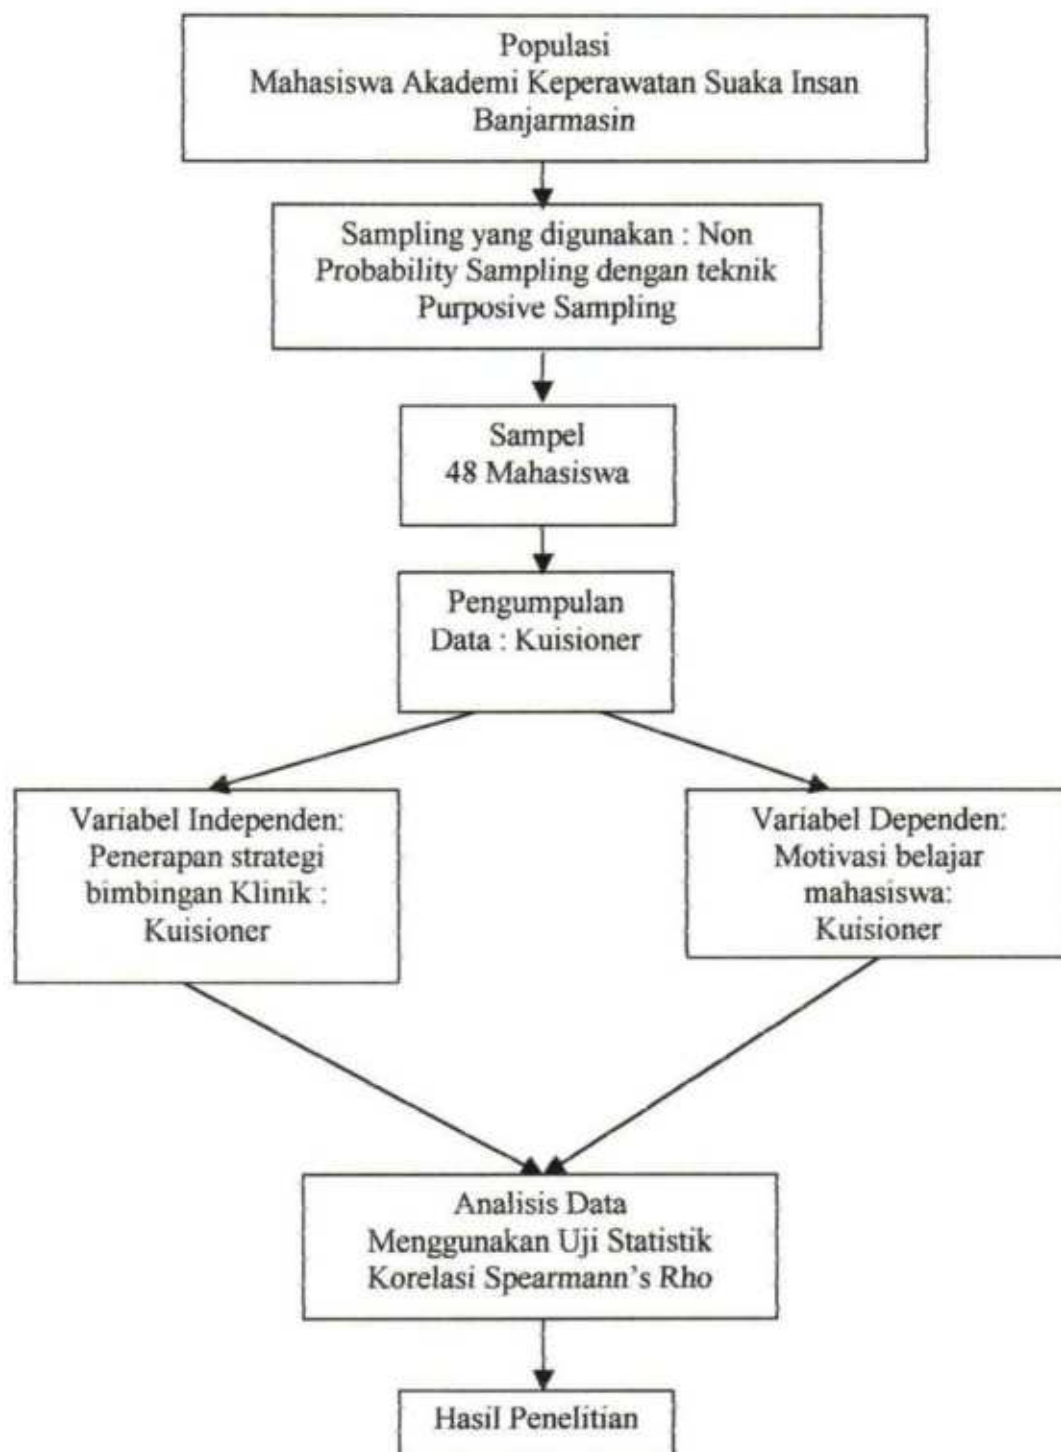 Populasi
Mahasiswa Akademi Keperawatan Suaka Insan
Banjarmasin
Sampling yang digunakan : Non
Probability Sampling dengan teknik
Purposive Sampling
Sampel
48 Mahasiswa
Pengumpulan
Data : Kuisioner
Variabel Independen:
Penerapan strategi
bimbingan Klinik :
Kuisioner
Variabel Dependen:
Motivasi belajar
mahasiswa:
Kuisioner
Analisis Data
Menggunakan Uji Statistik
Korelasi Spearmann's Rho
Hasil Penelitian